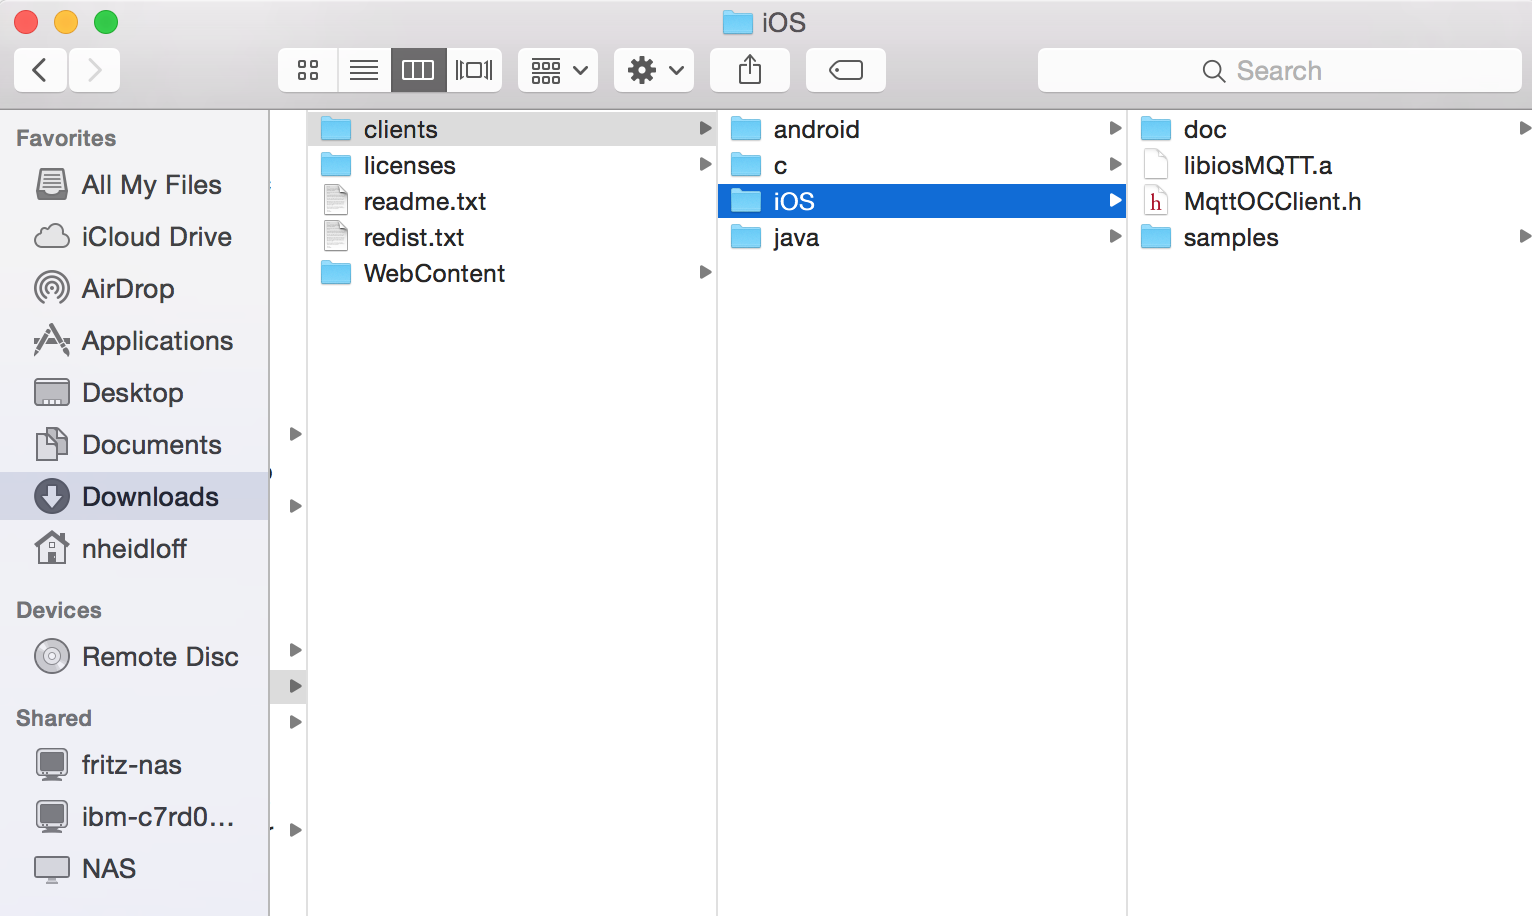 iOS
Search
Favorites
All My Files
iCloud Drive
AirDrop
Applications
Desktop
Documents
Downloads
nheidloff
Devices
Remote Disc
Shared
fritz-nas
ibm-c7rd0...
NAS
clients
licenses
readme.txt
redist.txt
WebContent
android
c
iOS
java
doc
libiosMQTT.a
h MqttOCClient.h
samples